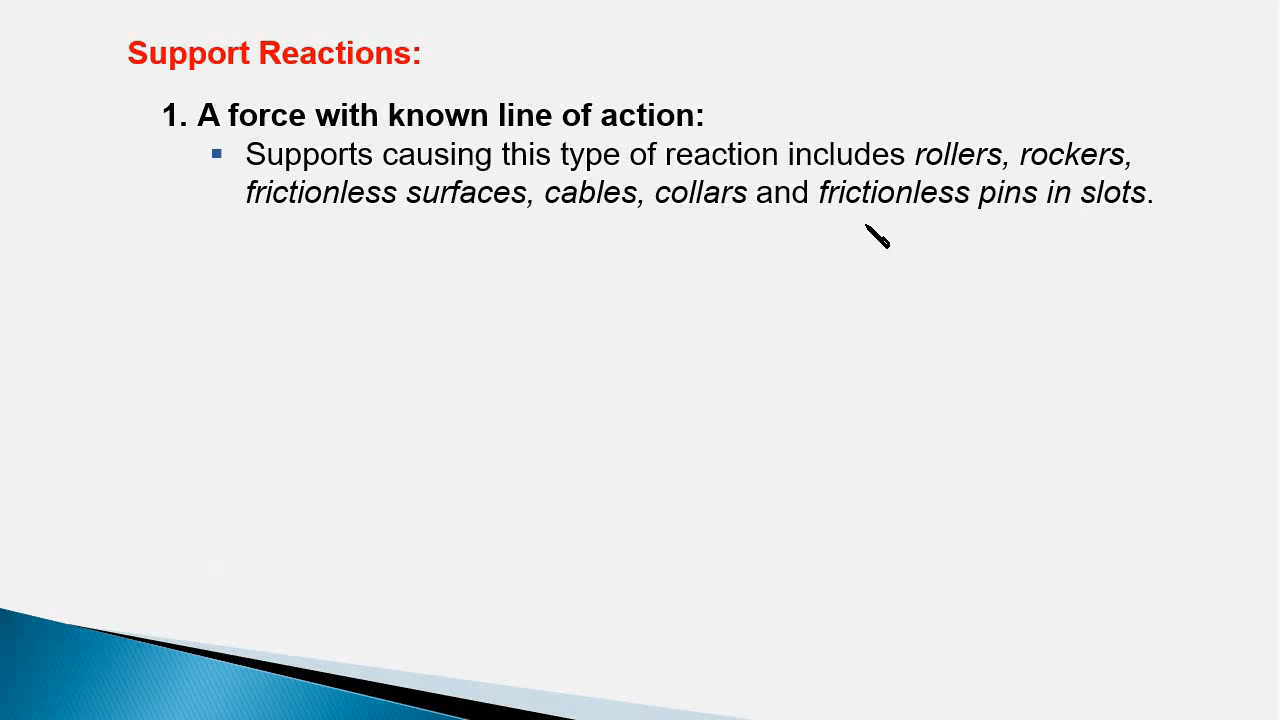 Support Reactions:
1. A force with known line of action:
▪ Supports causing this type of reaction includes rollers, rockers,
frictionless surfaces, cables, collars and frictionless pins in slots.